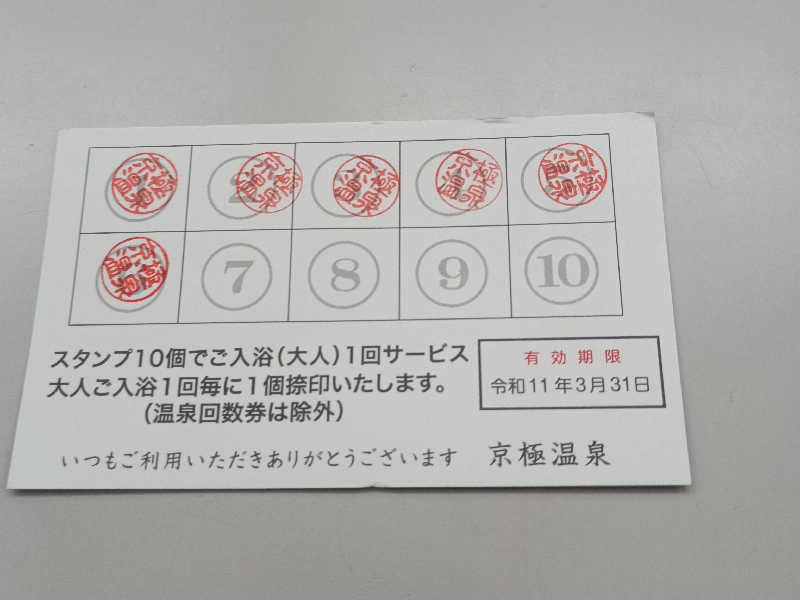 京極温泉 京極温泉 京極温泉 京極温泉 京極温泉
京極温泉 7 8 9 10
スタンプ10個でご入浴(大人)1回サービス
大人ご入浴1回毎に1個捺印いたします。
(温泉回数券は除外)
有効期限
令和11年3月31日
いつもご利用いただきありがとうございます
京極温泉